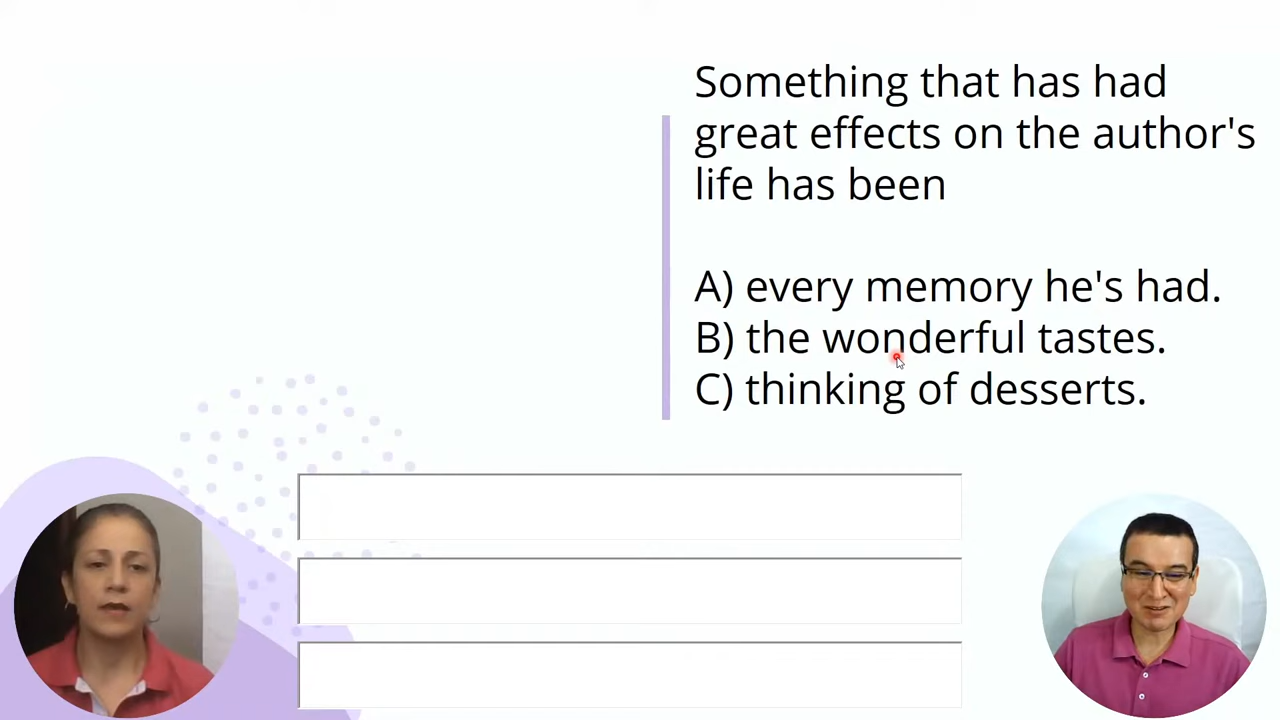 Something that has had
great effects on the author's
life has been
A) every memory he's had.
B) the wonderful tastes.
C) thinking of desserts.